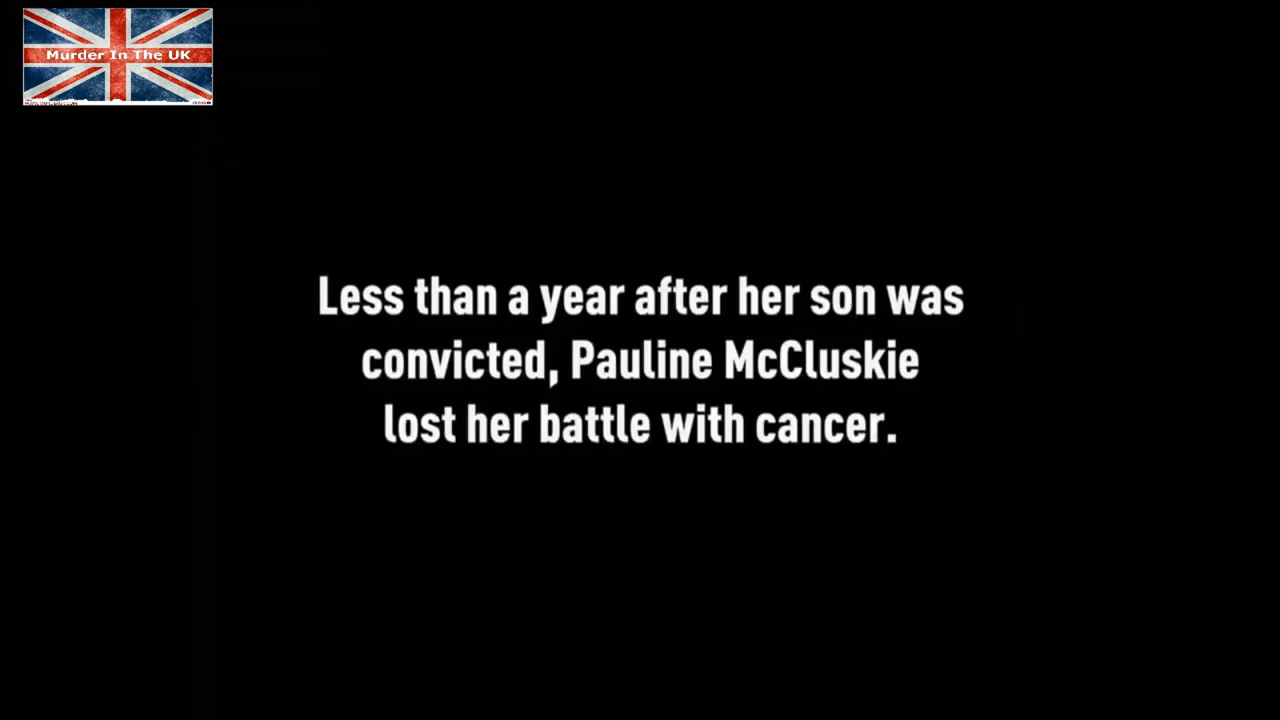 Murder In The UK
Less than a year after her son was
convicted, Pauline McCluskie
lost her battle with cancer.